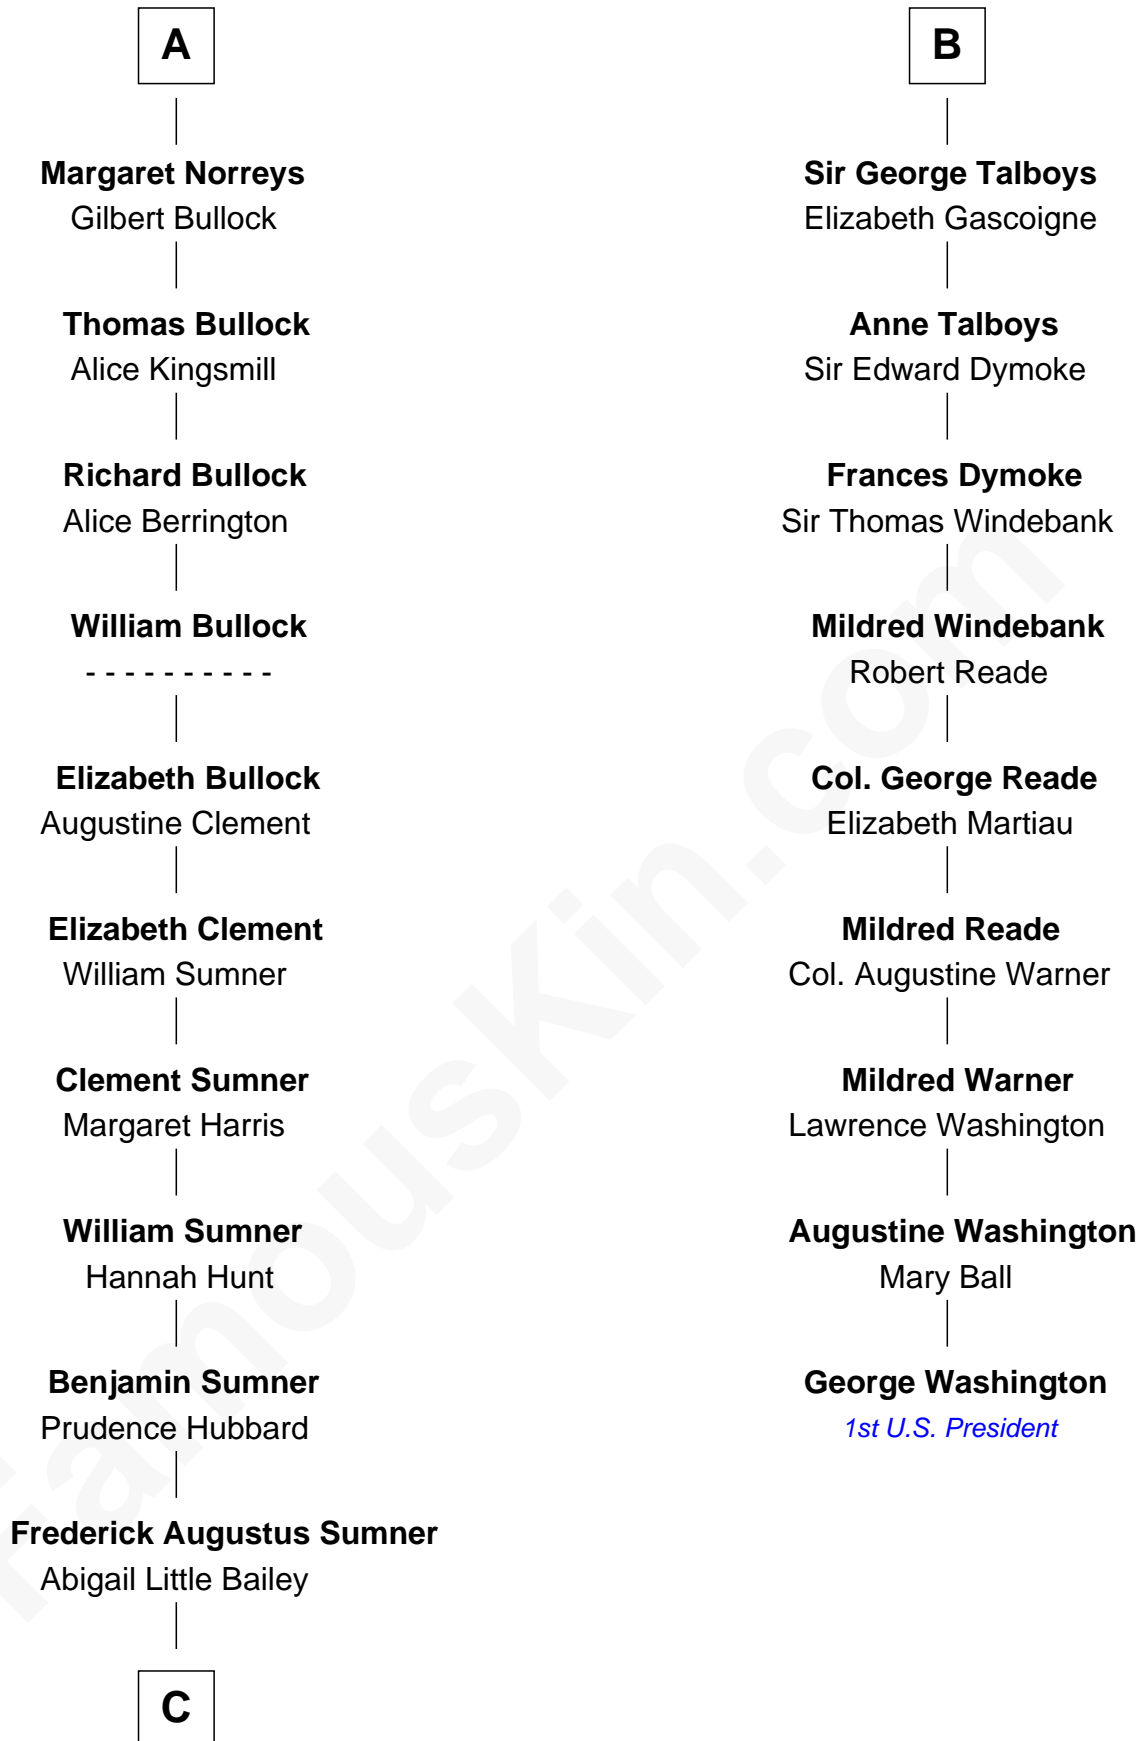 A
Margaret Norreys
Gilbert Bullock
Thomas Bullock
Alice Kingsmill
Richard Bullock
Alice Berrington
William Bullock
- - - - - - - - - -
Elizabeth Bullock
Augustine Clement
Elizabeth Clement
William Sumner
Clement Sumner
Margaret Harris
William Sumner
Hannah Hunt
Benjamin Sumner
Prudence Hubbard
Frederick Augustus Sumner
Abigail Little Bailey
C
B
Sir George Talboys
Elizabeth Gascoigne
Anne Talboys
Sir Edward Dymoke
Frances Dymoke
Sir Thomas Windebank
Mildred Windebank
Robert Reade
Col. George Reade
Elizabeth Martiau
Mildred Reade
Col. Augustine Warner
Mildred Warner
Lawrence Washington
Augustine Washington
Mary Ball
George Washington
1st U.S. President
FamousKin.com